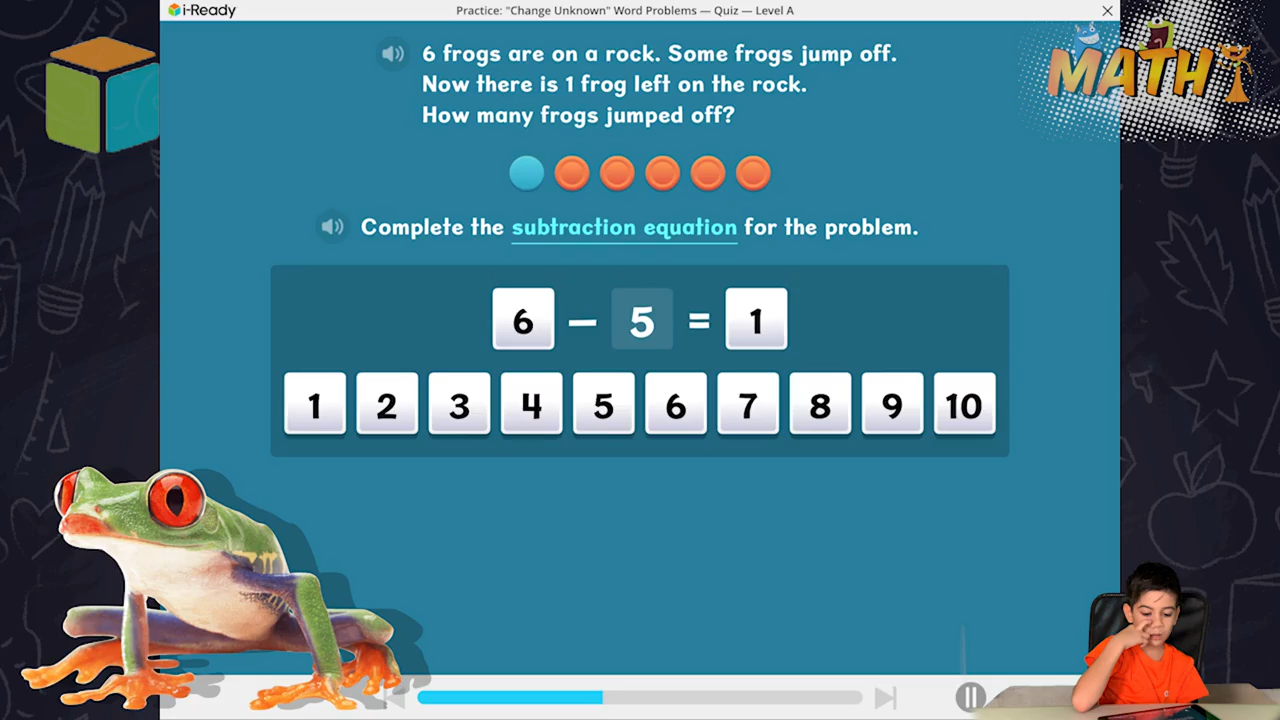 i-Ready
Practice: "Change Unknown" Word Problems — Quiz — Level A
MATH
6 frogs are on a rock. Some frogs jump off.
Now there is 1 frog left on the rock.
How many frogs jumped off?
Complete the subtraction equation for the problem.
6 – 5 = 1
1 2 3 4 5 6 7 8 9 10